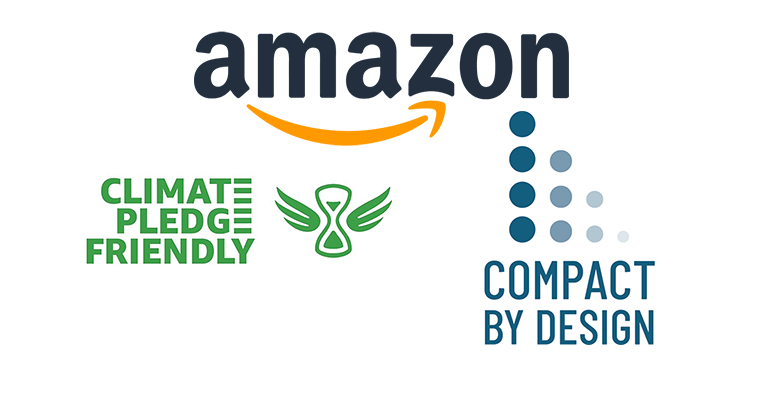 amazon
CLIMATE
PLEDGE
FRIENDLY
COMPACT
BY DESIGN